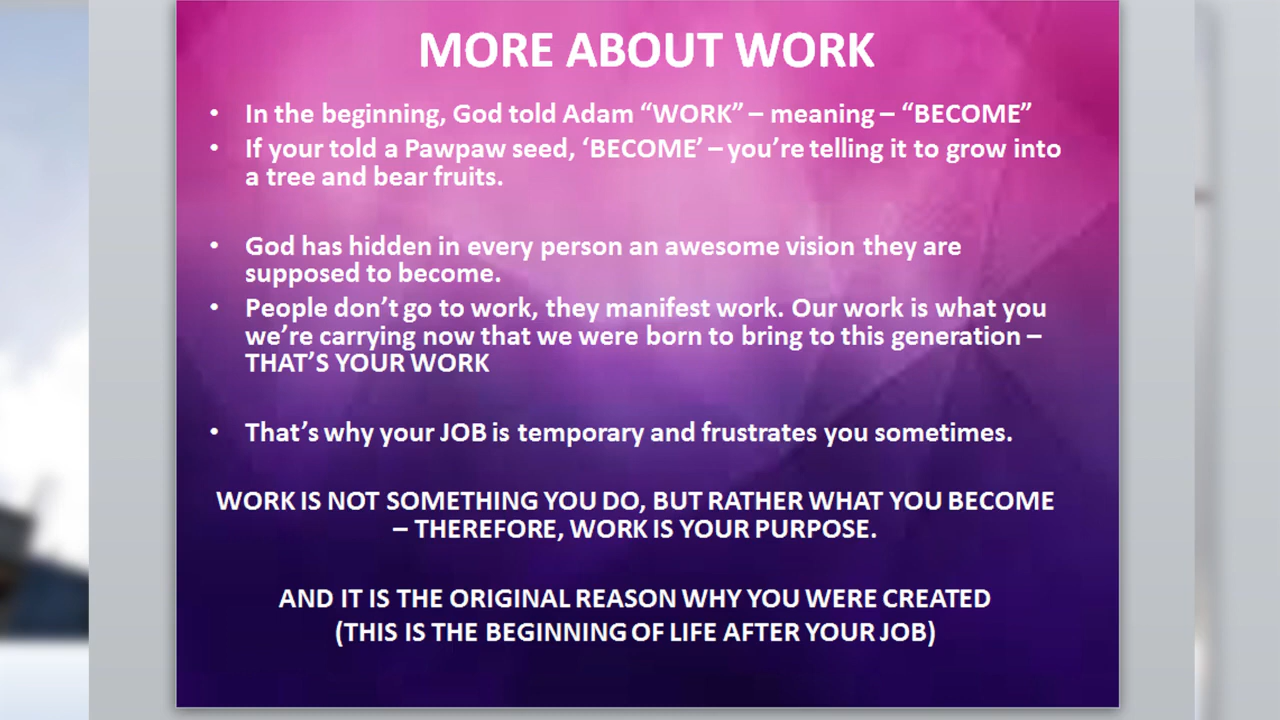 MORE ABOUT WORK
• In the beginning, God told Adam “WORK” – meaning – “BECOME”
• If your told a Pawpaw seed, ‘BECOME’ – you’re telling it to grow into
a tree and bear fruits.
• God has hidden in every person an awesome vision they are
supposed to become.
• People don’t go to work, they manifest work. Our work is what you
we’re carrying now that we were born to bring to this generation –
THAT’S YOUR WORK
• That’s why your JOB is temporary and frustrates you sometimes.
WORK IS NOT SOMETHING YOU DO, BUT RATHER WHAT YOU BECOME
– THEREFORE, WORK IS YOUR PURPOSE.
AND IT IS THE ORIGINAL REASON WHY YOU WERE CREATED
(THIS IS THE BEGINNING OF LIFE AFTER YOUR JOB)